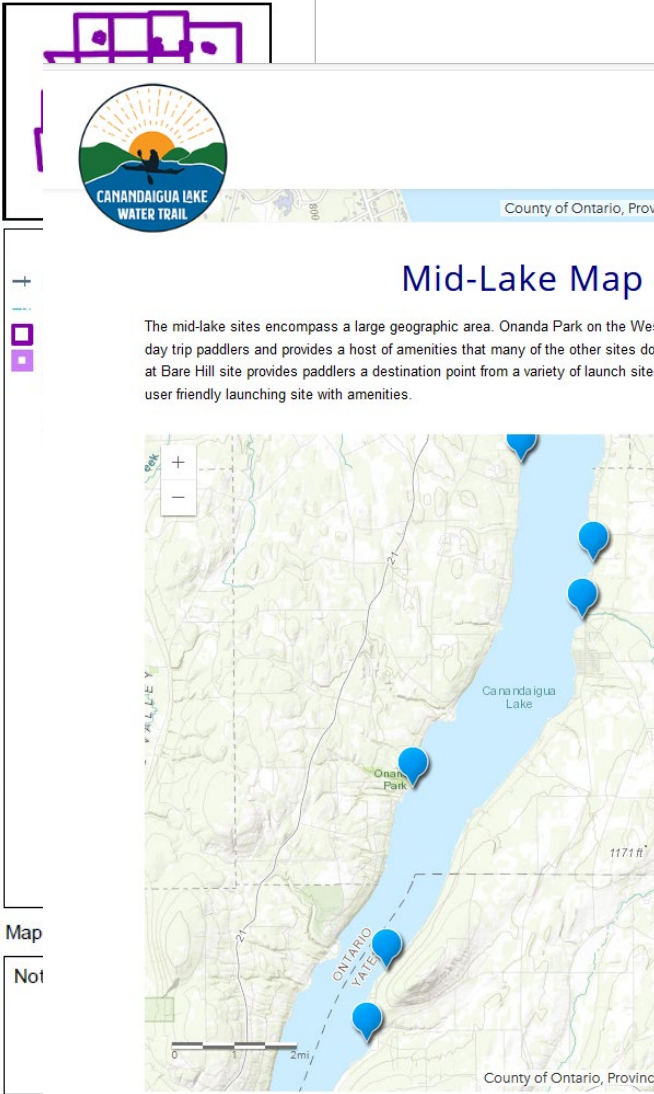 CANANDAIGUA LAKE
WATER TRAIL
800
County of Ontario, Prov
Mid-Lake Map
The mid-lake sites encompass a large geographic area. Onanda Park on the Wes
day trip paddlers and provides a host of amenities that many of the other sites do
at Bare Hill site provides paddlers a destination point from a variety of launch site
user friendly launching site with amenities.
+
−
21
VALLEY
Canandaigua
Lake
Park
1171 ft
21
ONTARIO
0 1 2mi
County of Ontario, Provinc
Map
Not